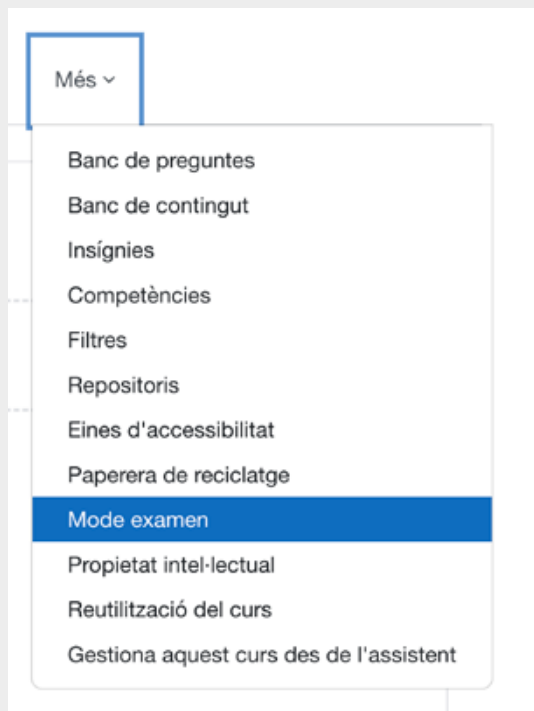 Més
Banc de preguntes
Banc de contingut
Insígnies
Competències
Filtres
Repositoris
Eines d'accessibilitat
Paperera de reciclatge
Mode examen
Propietat intel·lectual
Reutilització del curs
Gestiona aquest curs des de l'assistent